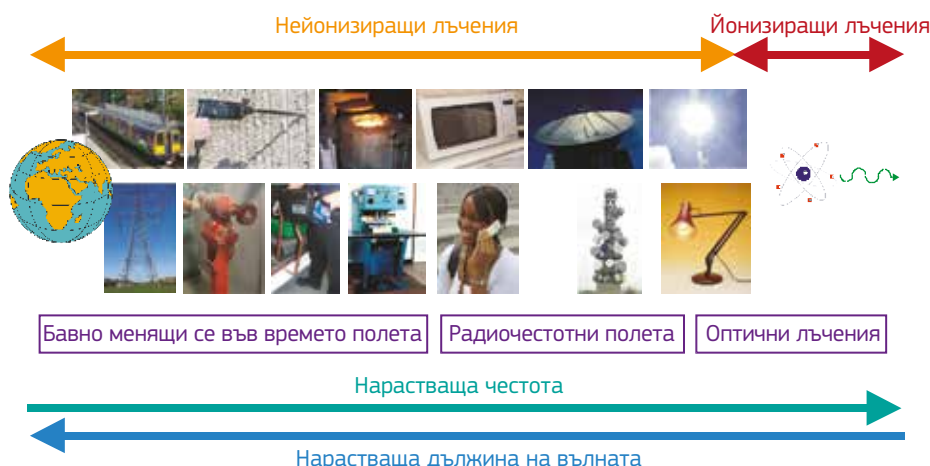 Нейонизиращи лъчения
Йонизиращи лъчения
Бавно менящи се във времето полета
Радиочестотни полета
Оптични лъчения
Нарастваща честота
Нарастваща дължина на вълната